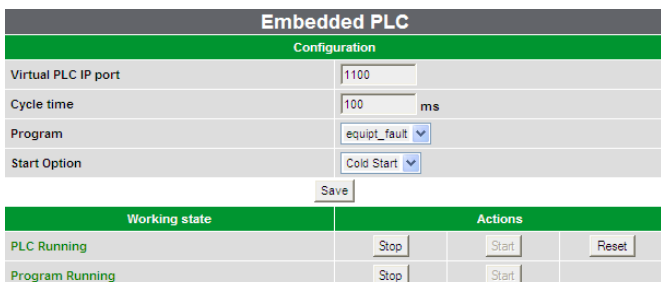 Embedded PLC
Configuration
Virtual PLC IP port 1100
Cycle time 100 ms
Program equipt_fault
Start Option Cold Start
Save
Working state Actions
PLC Running Stop Start Reset
Program Running Stop Start